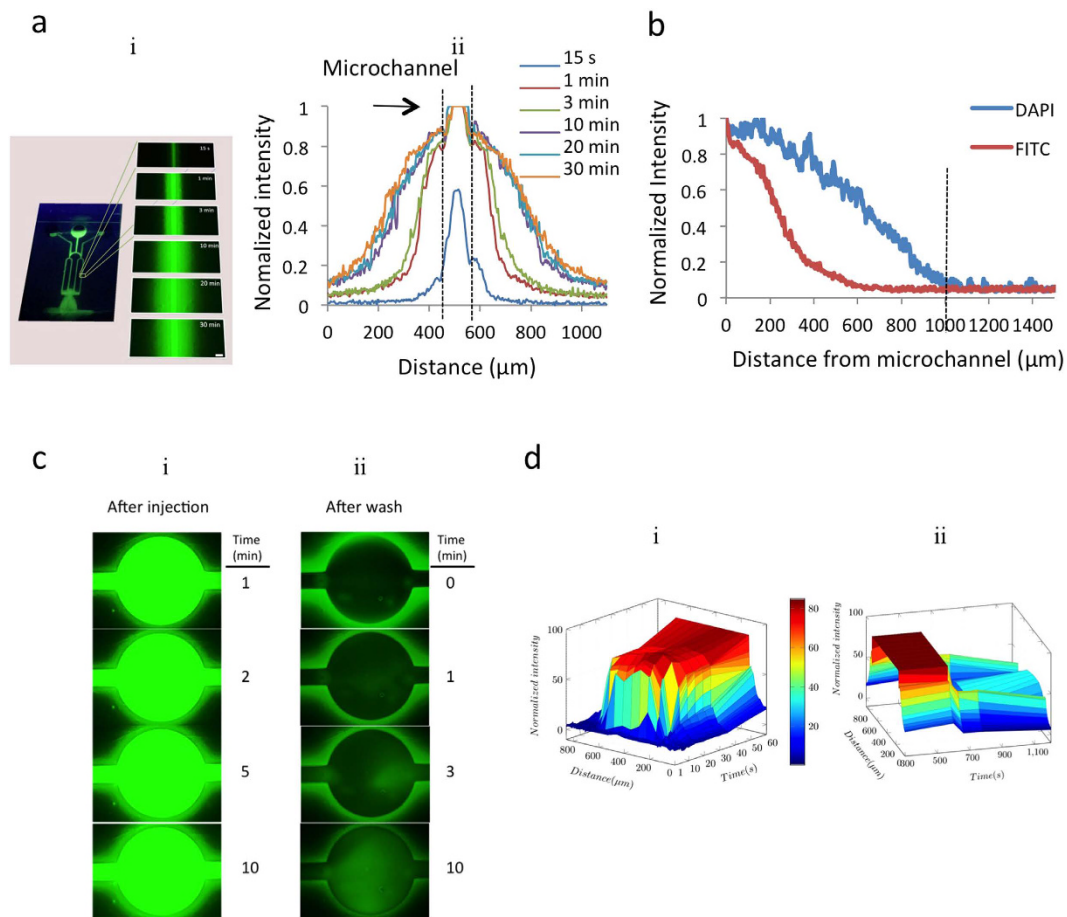 a
i
15 s
1 min
3 min
10 min
20 min
30 min
ii
Microchannel
15 s
1 min
3 min
10 min
20 min
30 min
Nomalized intensity
1
0.8
0.6
0.4
0.2
0
0 200 400 600 800 1000
Distance (μm)
b
DAPI
FITC
Normalized Intensity
1
0.8
0.6
0.4
0.2
0
0 200 400 600 800 1000 1200 1400
Distance from microchannel (μm)
c
i
After injection
Time
(min)
1
2
5
10
ii
After wash
Time
(min)
0
1
3
10
d
i
Normalized intensity
100
50
0
800 600 400 200 0
Distance(μm)
1 10 20 30 40 50 60
Time(s)
80
60
40
20
ii
Normalized intensity
100
50
0
800
600
400
200
Distance(μm)
500 700 900 1,100
Time(s)